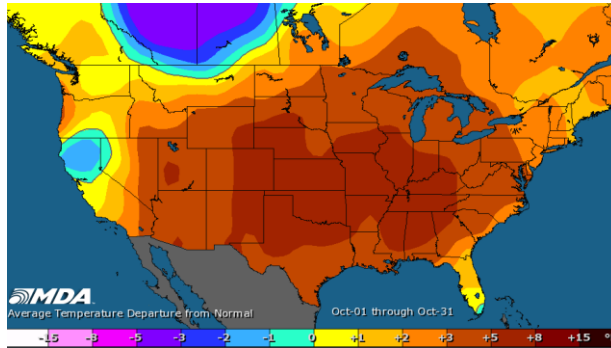 MDA
Average Temperature Departure from Normal Oct-01 through Oct-31
-15 -8 -5 -3 -2 -1 0 +1 +2 +3 +5 +8 +15 °